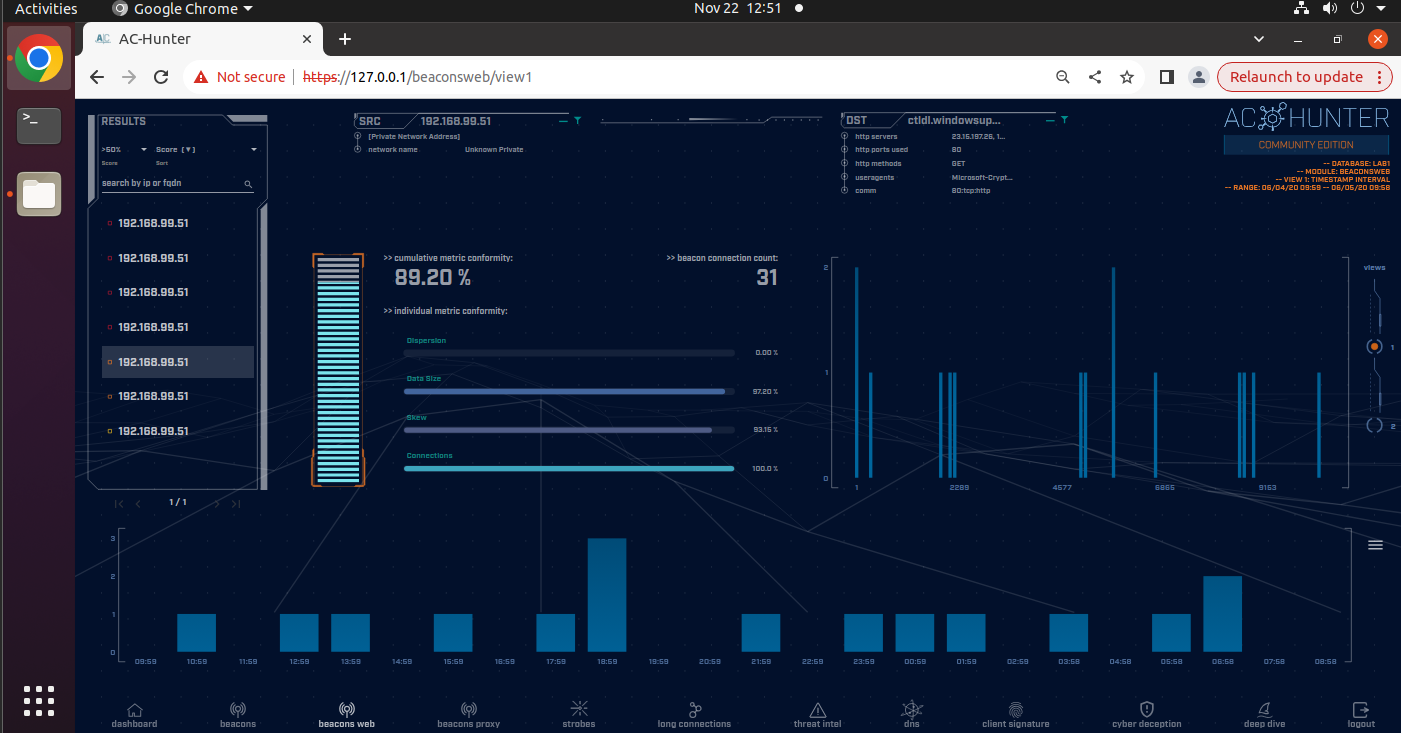 Activities Google Chrome Nov 22 12:51
AC-Hunter
Not secure https://127.0.0.1/beaconsweb/view1 Relaunch to update
RESULTS
>50% Score (▼)
Score Sort
search by ip or fqdn
192.168.99.51
192.168.99.51
192.168.99.51
192.168.99.51
192.168.99.51
192.168.99.51
192.168.99.51
1 / 1
SRC 192.168.99.51
[Private Network Address]
network name Unknown Private
DST ctldl.windowsup...
http servers 23.15.197.26, 1...
http ports used 80
http methods GET
useragents Microsoft-Crypt...
comm 80:tcp:http
AC HUNTER
COMMUNITY EDITION
-- DATABASE: LAB1
-- MODULE: BEACONSWEB
-- VIEW 1: TIMESTAMP INTERVAL
-- RANGE: 06/04/20 09:59 -- 06/05/20 09:58
>> cumulative metric conformity:
89.20 %
>> beacon connection count:
31
>> individual metric conformity:
Dispersion
0.00 %
Data Size
97.20 %
Skew
93.15 %
Connections
100.0 %
2
1
0
1 2289 4577 6865 9153
views
1
2
3
2
1
0
09:59 10:59 11:59 12:59 13:59 14:59 15:59 16:59 17:59 18:59 19:59 20:59 21:59 22:59 23:59 00:59 01:59 02:59 03:58 04:58 05:58 06:58 07:58 08:58
dashboard beacons beacons web beacons proxy strobes long connections threat intel dns client signature cyber deception deep dive logout